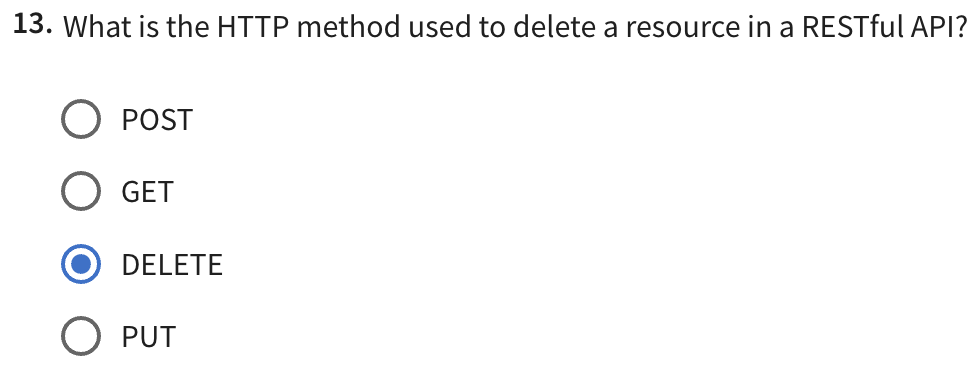 13. What is the HTTP method used to delete a resource in a RESTful API?
POST
GET
DELETE
PUT